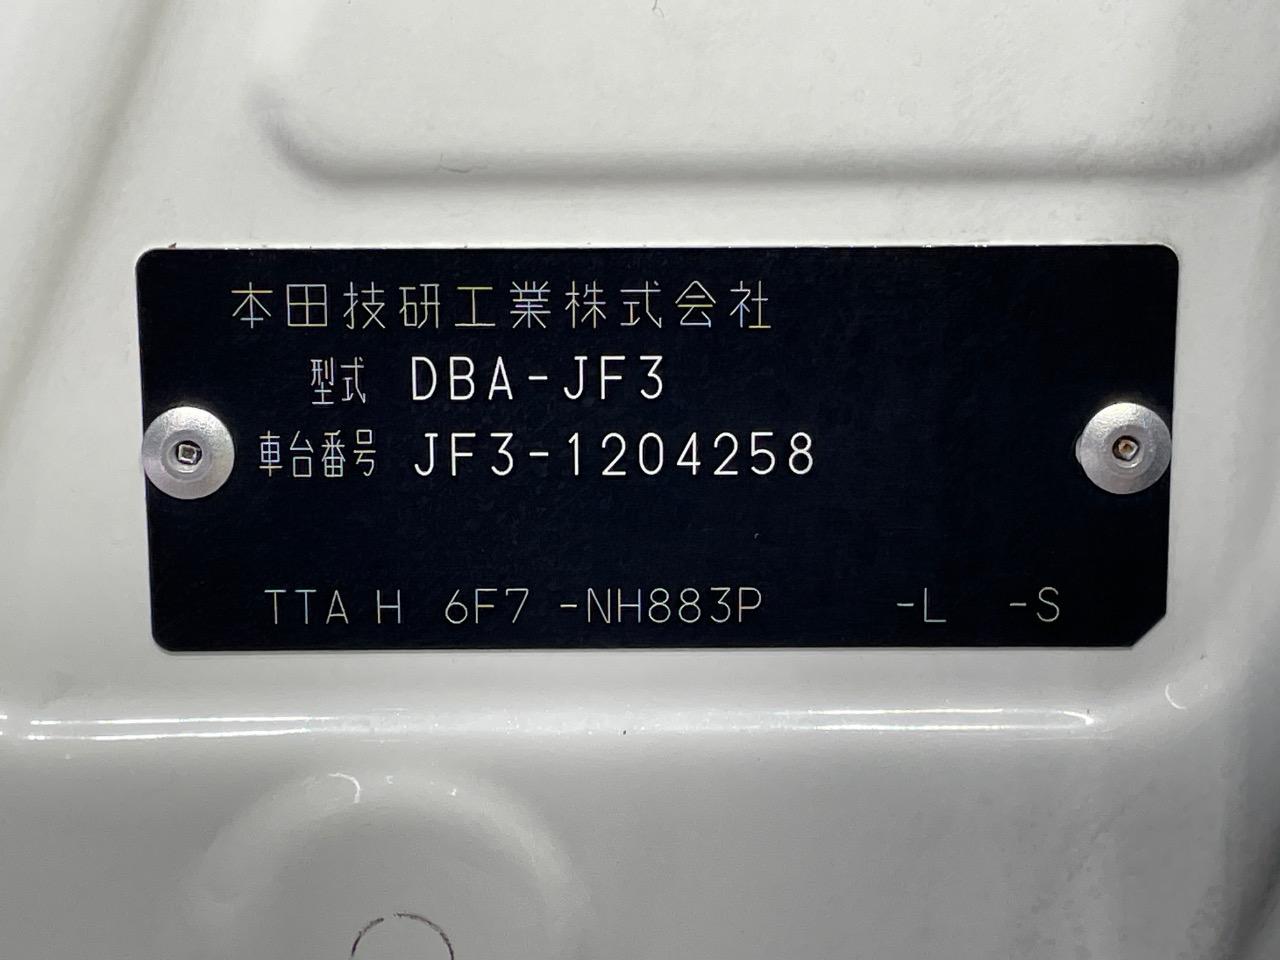 本田技研工業株式会社
型式 DBA-JF3
車台番号 JF3-1204258
TTA H 6F7 -NH883P -L -S